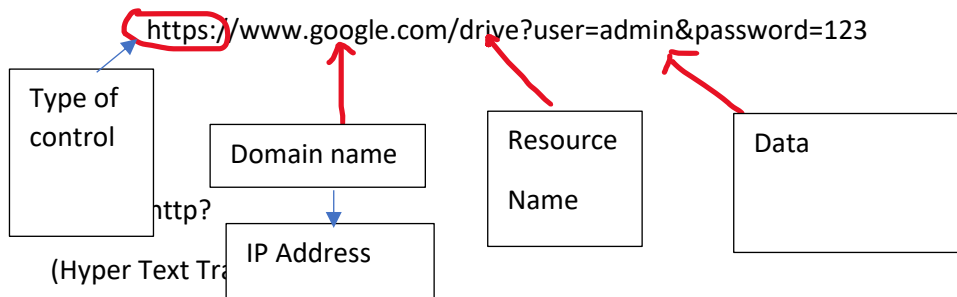 https://www.google.com/drive?user=admin&password=123
Type of
control
Domain name
Resource
Name
Data
http?
IP Address
(Hyper Text